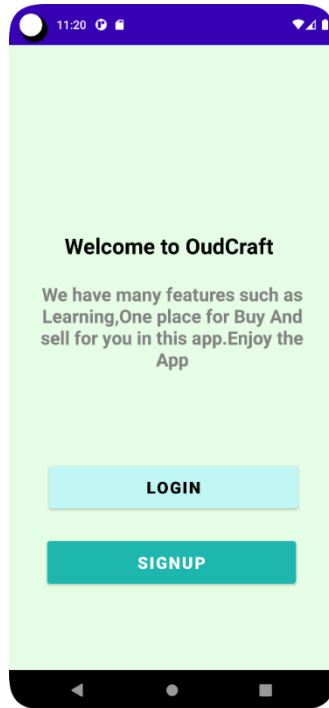 11:20
Welcome to OudCraft
We have many features such as
Learning,One place for Buy And
sell for you in this app.Enjoy the
App
LOGIN
SIGNUP